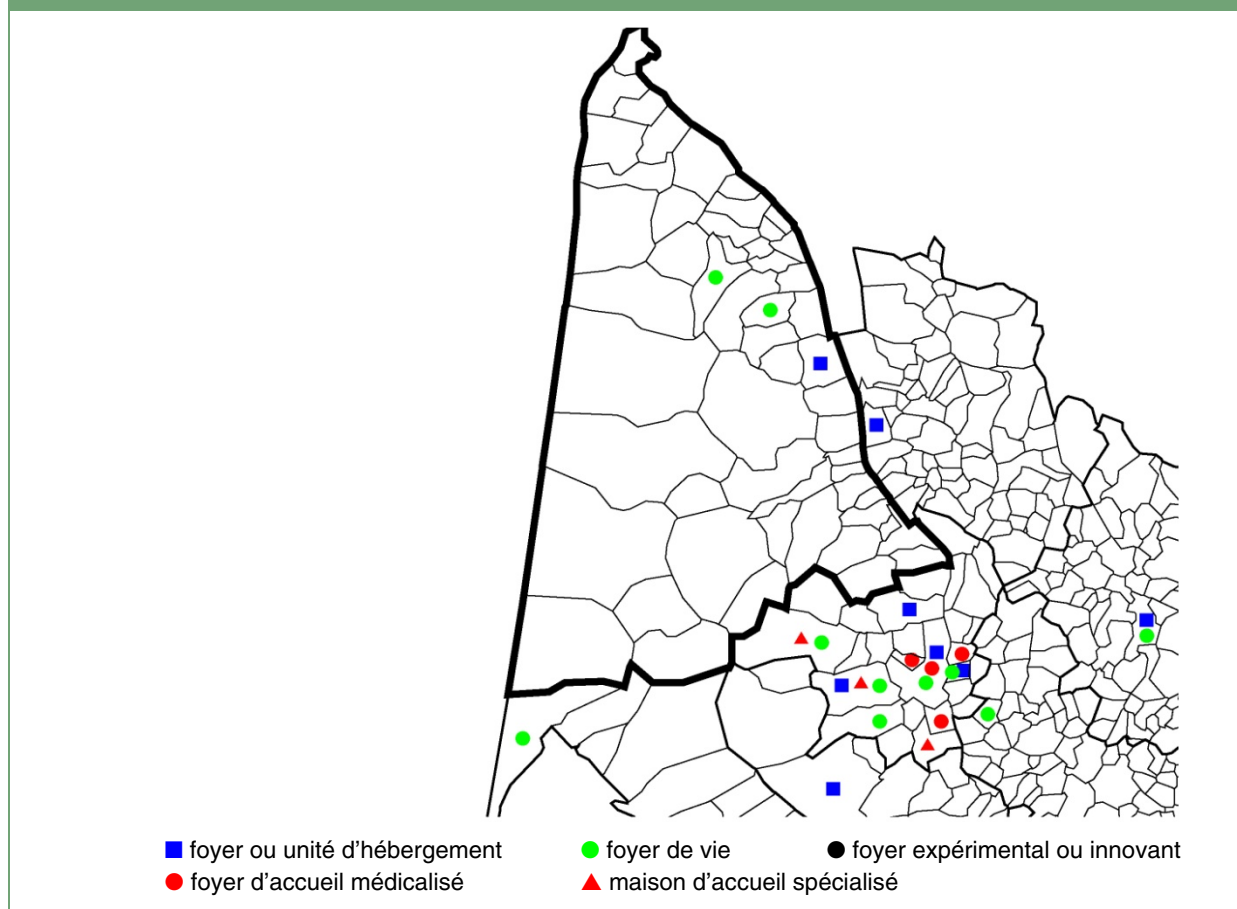 foyer ou unité d'hébergement
foyer de vie
foyer expérimental ou innovant
foyer d'accueil médicalisé
maison d'accueil spécialisé